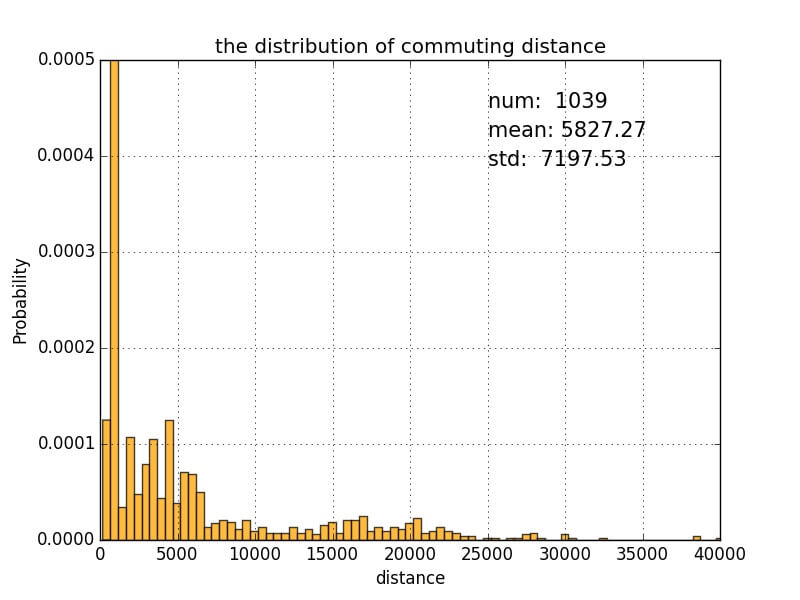 the distribution of commuting distance
0.0005
0.0004
0.0003
0.0002
0.0001
0.0000
Probability
num: 1039
mean: 5827.27
std: 7197.53
0 5000 10000 15000 20000 25000 30000 35000 40000
distance